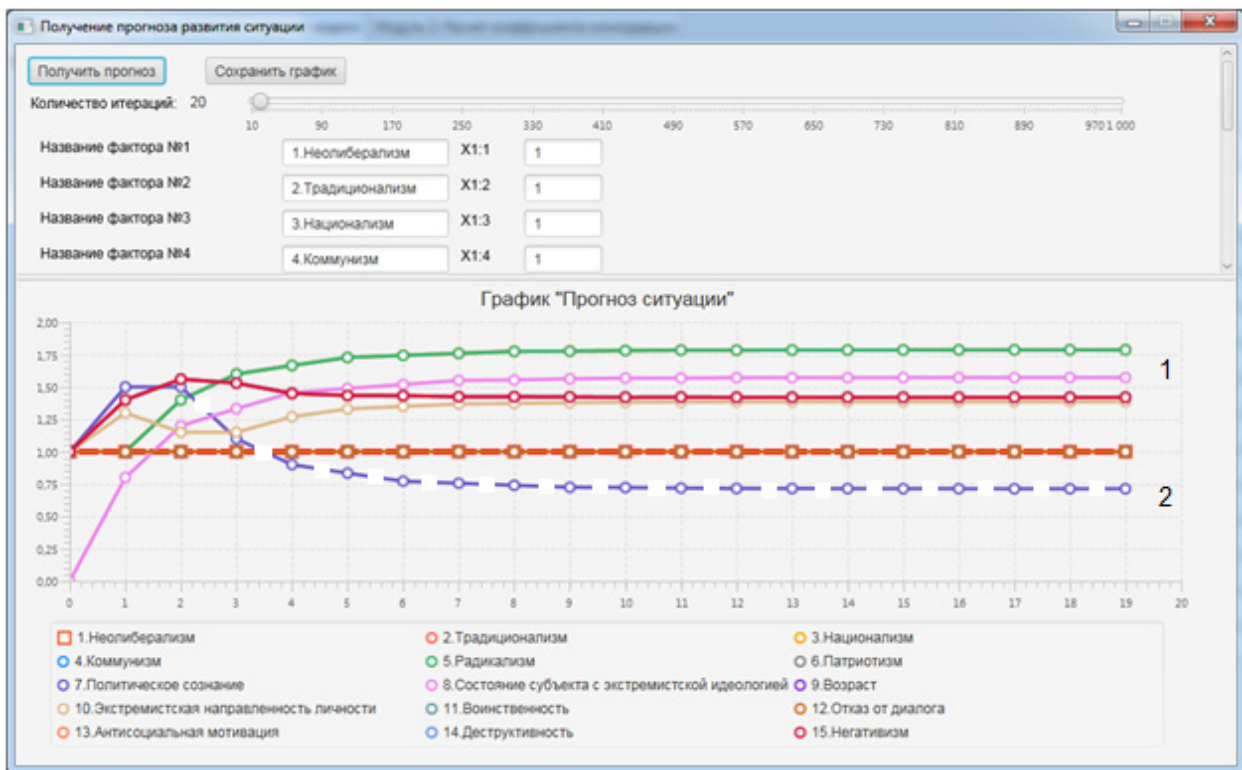 Получение прогноза развития ситуации
Получить прогноз Сохранить график
Количество итераций: 20
10 90 170 250 330 410 490 570 650 730 810 890 970 1 000
Название фактора №1 1.Неолиберализм X1:1 1
Название фактора №2 2.Традиционализм X1:2 1
Название фактора №3 3.Национализм X1:3 1
Название фактора №4 4.Коммунизм X1:4 1
График "Прогноз ситуации"
2,00
1,75
1
1,50
1,25
1,00
0,75
2
0,50
0,25
0,00
0 1 2 3 4 5 6 7 8 9 10 11 12 13 14 15 16 17 18 19 20
1.Неолиберализм 2.Традиционализм 3.Национализм
4.Коммунизм 5.Радикализм 6.Патриотизм
7.Политическое сознание 8.Состояние субъекта с экстремистской идеологией 9.Возраст
10.Экстремистская направленность личности 11.Воинственность 12.Отказ от диалога
13.Антисоциальная мотивация 14.Деструктивность 15.Негативизм